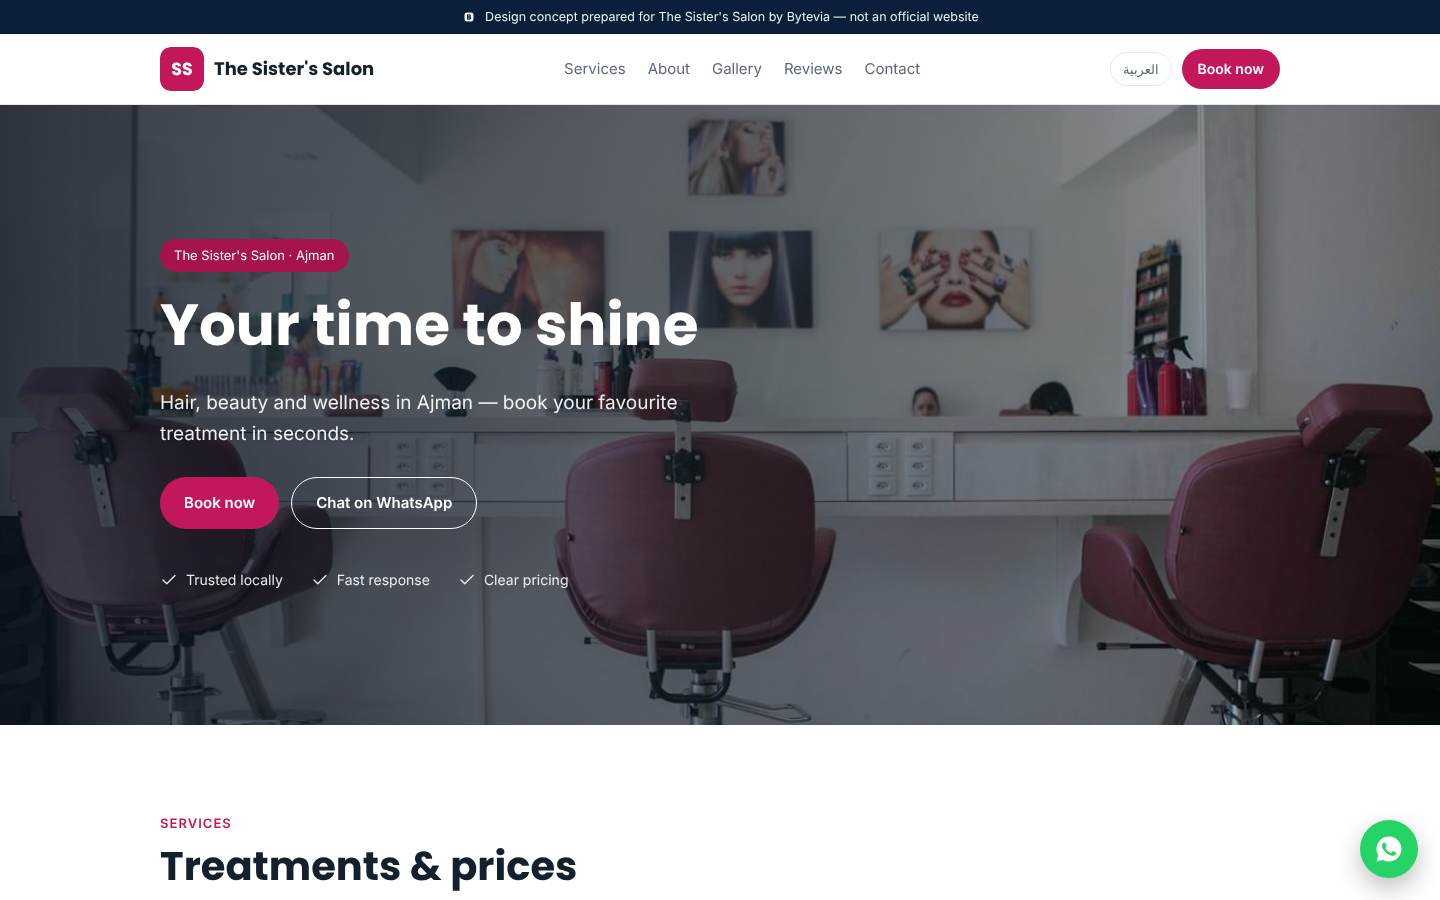 Design concept prepared for The Sister's Salon by Bytevia — not an official website
SS The Sister's Salon
Services About Gallery Reviews Contact
العربية
Book now
The Sister's Salon · Ajman
Your time to shine
Hair, beauty and wellness in Ajman — book your favourite
treatment in seconds.
Book now
Chat on WhatsApp
Trusted locally Fast response Clear pricing
SERVICES
Treatments & prices